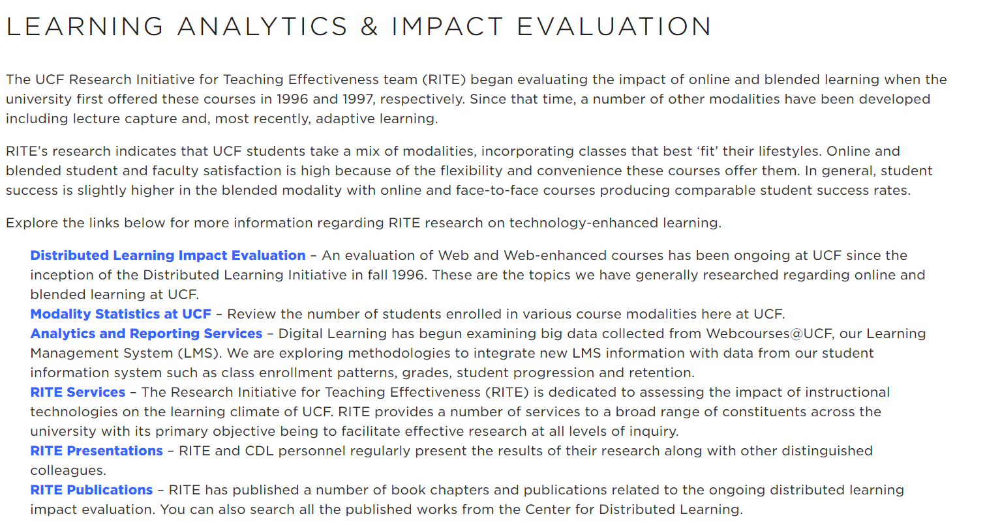 LEARNING ANALYTICS & IMPACT EVALUATION
The UCF Research Initiative for Teaching Effectiveness team (RITE) began evaluating the impact of online and blended learning when the
university first offered these courses in 1996 and 1997, respectively. Since that time, a number of other modalities have been developed
including lecture capture and, most recently, adaptive learning.
RITE’s research indicates that UCF students take a mix of modalities, incorporating classes that best ‘fit’ their lifestyles. Online and
blended student and faculty satisfaction is high because of the flexibility and convenience these courses offer them. In general, student
success is slightly higher in the blended modality with online and face-to-face courses producing comparable student success rates.
Explore the links below for more information regarding RITE research on technology-enhanced learning.
Distributed Learning Impact Evaluation – An evaluation of Web and Web-enhanced courses has been ongoing at UCF since the
inception of the Distributed Learning Initiative in fall 1996. These are the topics we have generally researched regarding online and
blended learning at UCF.
Modality Statistics at UCF – Review the number of students enrolled in various course modalities here at UCF.
Analytics and Reporting Services – Digital Learning has begun examining big data collected from Webcourses@UCF, our Learning
Management System (LMS). We are exploring methodologies to integrate new LMS information with data from our student
information system such as class enrollment patterns, grades, student progression and retention.
RITE Services – The Research Initiative for Teaching Effectiveness (RITE) is dedicated to assessing the impact of instructional
technologies on the learning climate of UCF. RITE provides a number of services to a broad range of constituents across the
university with its primary objective being to facilitate effective research at all levels of inquiry.
RITE Presentations – RITE and CDL personnel regularly present the results of their research along with other distinguished
colleagues.
RITE Publications – RITE has published a number of book chapters and publications related to the ongoing distributed learning
impact evaluation. You can also search all the published works from the Center for Distributed Learning.